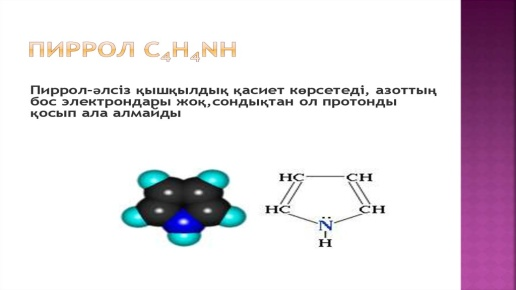 ПИРРОЛ C₄H₄NH
Пиррол-әлсіз қышқылдық қасиет көрсетеді, азоттың
бос электрондары жоқ,сондықтан ол протонды
қосып ала алмайды
HC CH
HC CH
N
H